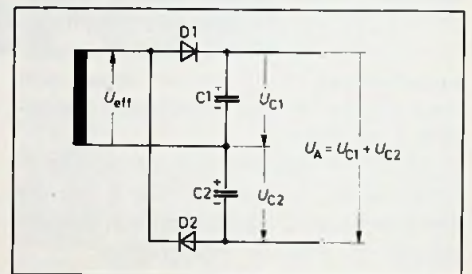 D1
U_eff
C1
+
-
U_C1
U_A = U_C1 + U_C2
C2
+
-
U_C2
D2